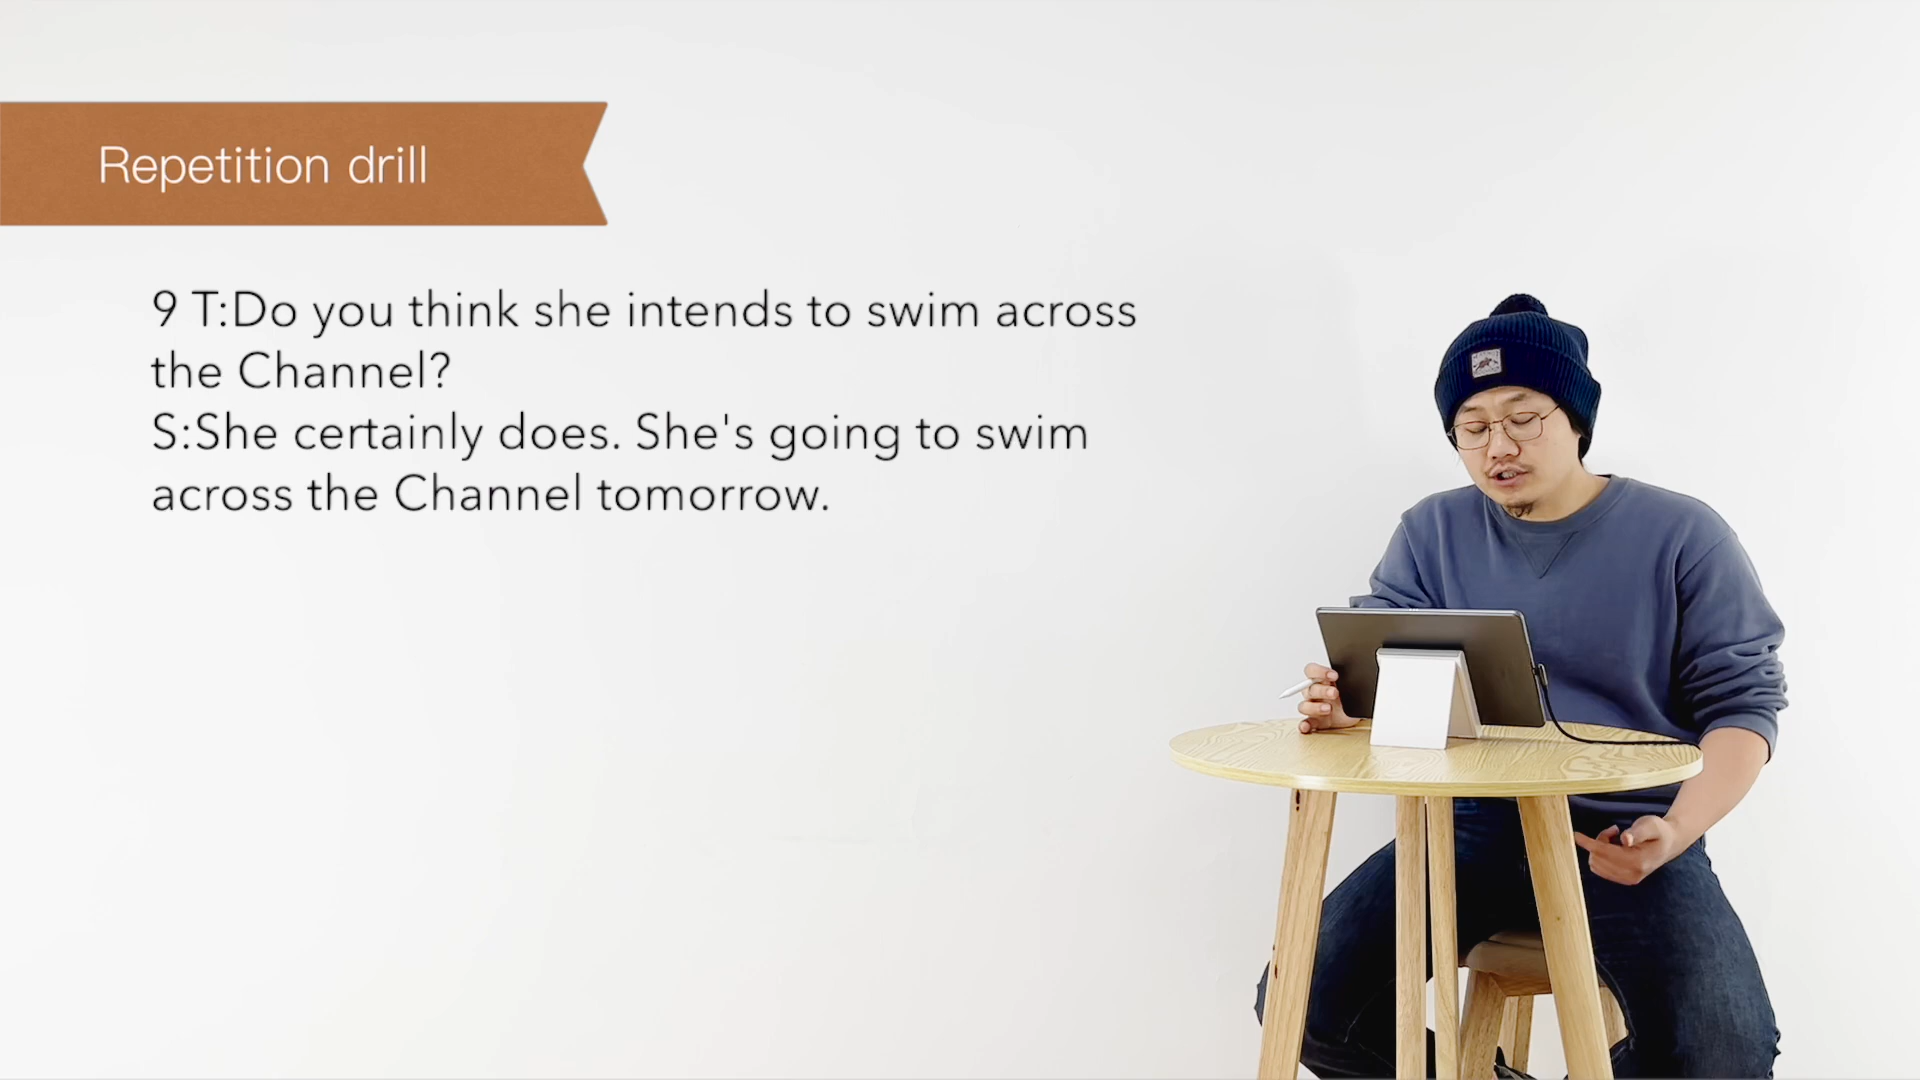 Repetition drill
9 T:Do you think she intends to swim across
the Channel?
S:She certainly does. She's going to swim
across the Channel tomorrow.